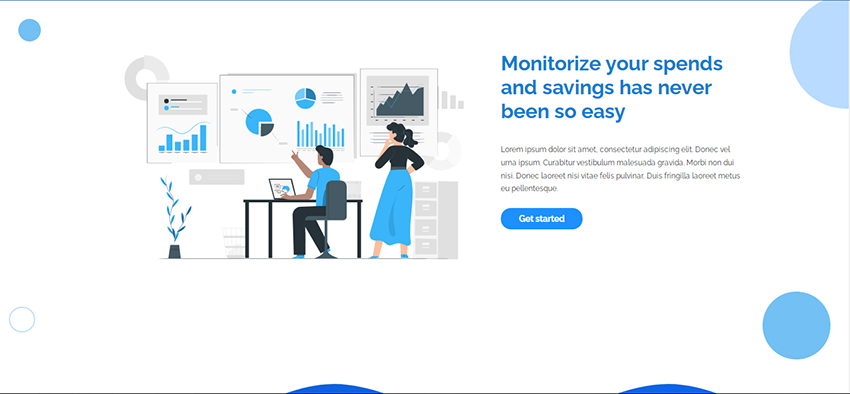 Monitorize your spends
and savings has never
been so easy
Lorem ipsum dolor sit amet, consectetur adipiscing elit. Donec vel
urna ipsum. Curabitur vestibulum malesuada gravida. Morbi non dui
nisi. Donec laoreet nisi vitae felis pulvinar. Duis fringilla laoreet metus
eu pellentesque.
Get started